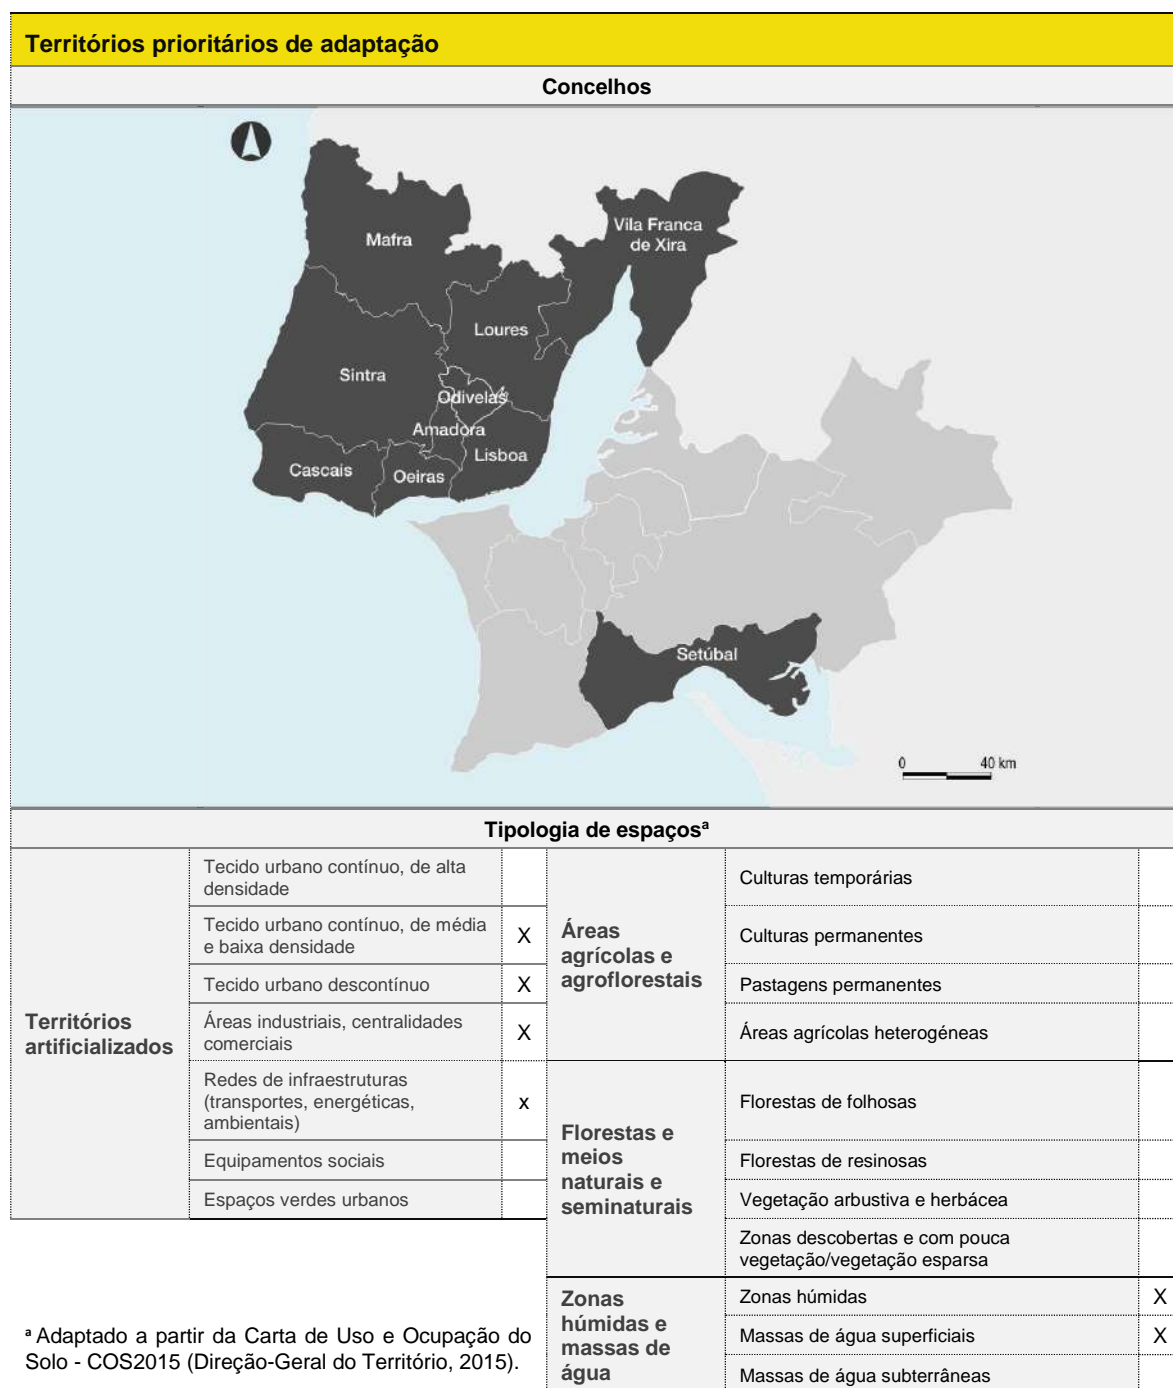 Territórios prioritários de adaptação
Concelhos
Mafra
Vila Franca
de Xira
Loures
Sintra
Odivelas
Amadora
Lisboa
Cascais
Oeiras
Setúbal
0 40 km
Tipologia de espaçosª
Territórios
artificializados
Tecido urbano contínuo, de alta
densidade
Tecido urbano contínuo, de média
e baixa densidade
X
Tecido urbano descontínuo
X
Áreas industriais, centralidades
comerciais
X
Redes de infraestruturas
(transportes, energéticas,
ambientais)
x
Equipamentos sociais
Espaços verdes urbanos
Áreas
agrícolas e
agroflorestais
Culturas temporárias
Culturas permanentes
Pastagens permanentes
Áreas agrícolas heterogéneas
Florestas e
meios
naturais e
seminaturais
Florestas de folhosas
Florestas de resinosas
Vegetação arbustiva e herbácea
Zonas descobertas e com pouca
vegetação/vegetação esparsa
Zonas
húmidas e
massas de
água
Zonas húmidas
X
Massas de água superficiais
X
Massas de água subterrâneas
ª Adaptado a partir da Carta de Uso e Ocupação do
Solo - COS2015 (Direção-Geral do Território, 2015).